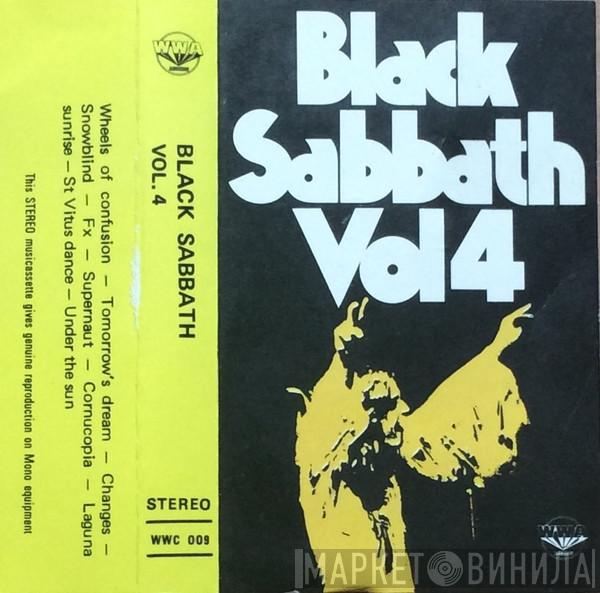 WWA
BLACK SABBATH
VOL. 4
Wheels of confusion — Tomorrow's dream — Changes —
Snowblind — Fx — Supernaut — Cornucopia — Laguna
sunrise — St Vitus dance — Under the sun
This STEREO musicassette gives genuine reproduction on Mono equipment
STEREO
WWC 009
Black
Sabbath
Vol 4
WWA
МАРКЕТ ВИНИЛА